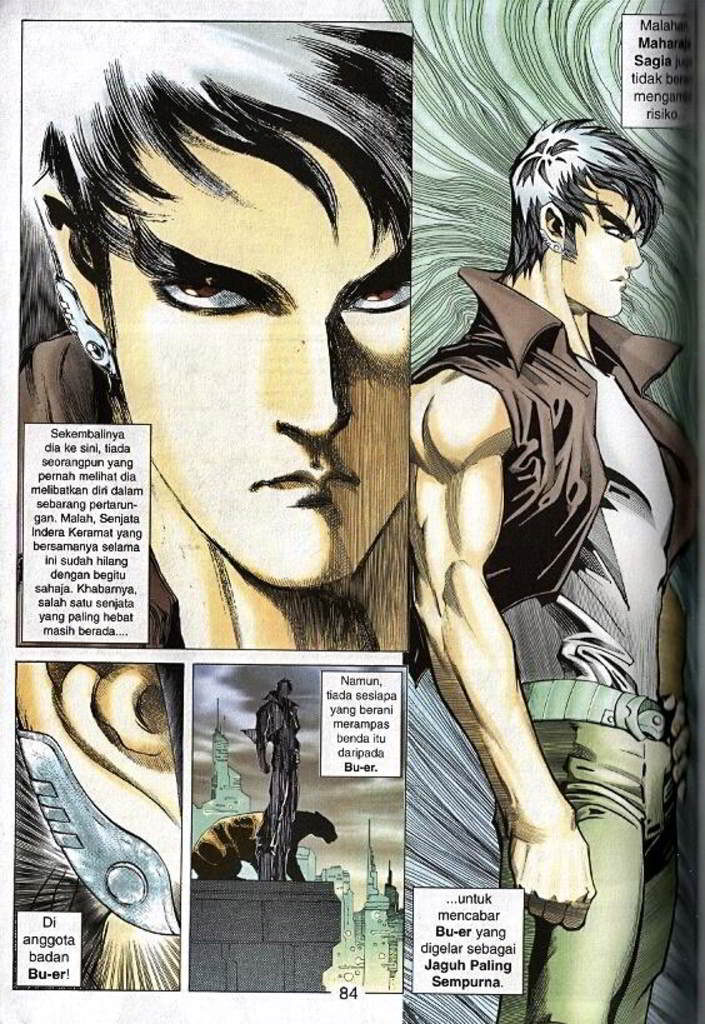 Sekembalinya
dia ke sini, tiada
seorangpun yang
pernah melihat dia
melibatkan diri dalam
sebarang pertarun-
gan. Malah, Senjata
Indera Keramat yang
bersamanya selama
ini sudah hilang
dengan begitu
sahaja. Khabarnya,
salah satu senjata
yang paling hebat
masih berada....
Di
anggota
badan
Bu-er!
Namun,
tiada sesiapa
yang berani
merampas
benda itu
daripada
Bu-er.
Malahan
Maharaja
Sagia juga
tidak berani
mengambil
risiko
...untuk
mencabar
Bu-er yang
digelar sebagai
Jaguh Paling
Sempurna.
84